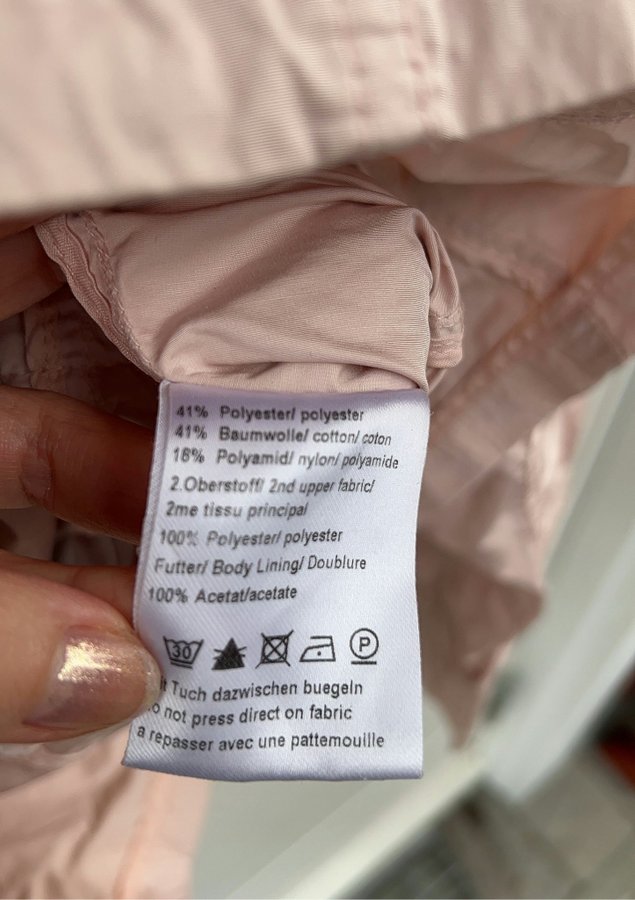 41% Polyester/ polyester
41% Baumwolle/ cotton/ coton
18% Polyamid/ nylon/ polyamide
2.Oberstoff/ 2nd upper fabric/
2me tissu principal
100% Polyester/ polyester
Futter/ Body Lining/ Doublure
100% Acetat/acetate
30 P
Tuch dazwischen buegeln
not press direct on fabric
a repasser avec une pattemouille